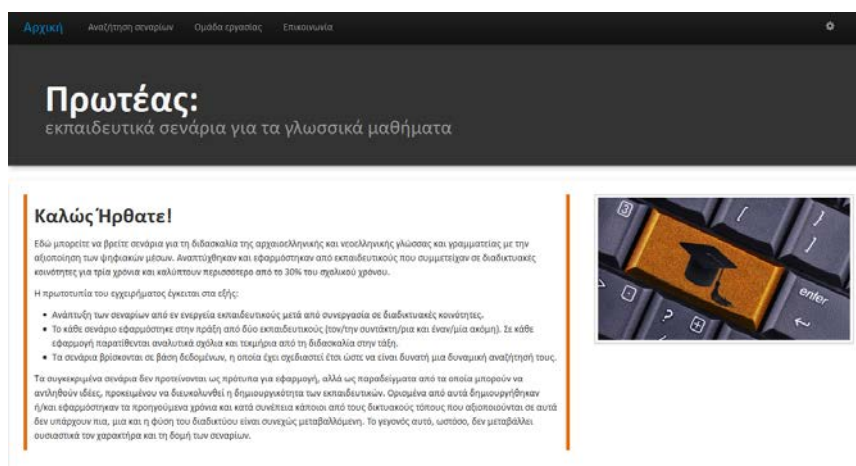 Αρχική Αναζήτηση σεναρίων Ομάδα εργασίας Επικοινωνία
Πρωτέας:
εκπαιδευτικά σενάρια για τα γλωσσικά μαθήματα
Καλώς Ήρθατε!
Εδώ μπορείτε να βρείτε σενάρια για τη διδασκαλία της αρχαιοελληνικής και νεοελληνικής γλώσσας και γραμματείας με την
αξιοποίηση των ψηφιακών μέσων. Αναπτύχθηκαν και εφαρμόστηκαν από εκπαιδευτικούς που συμμετείχαν σε διαδικτυακές
κοινότητες για τρία χρόνια και καλύπτουν περισσότερο από το 30% του σχολικού χρόνου.
Η πρωτοτυπία του εγχειρήματος έγκειται στα εξής:
• Ανάπτυξη των σεναρίων από εν ενεργεία εκπαιδευτικούς μετά από συνεργασία σε διαδικτυακές κοινότητες.
• Το κάθε σενάριο εφαρμόστηκε στην πράξη από δύο εκπαιδευτικούς (τον/την συντάκτη/ρια και έναν/μία ακόμη). Σε κάθε
εφαρμογή παρατίθενται αναλυτικά σχόλια και τεκμήρια από τη διδασκαλία στην τάξη.
• Τα σενάρια βρίσκονται σε βάση δεδομένων, η οποία έχει σχεδιαστεί έτσι ώστε να είναι δυνατή μια δυναμική αναζήτησή τους.
Τα συγκεκριμένα σενάρια δεν προτείνονται ως πρότυπα για εφαρμογή, αλλά ως παραδείγματα από τα οποία μπορούν να
αντληθούν ιδέες, προκειμένου να διευκολυνθεί η δημιουργικότητα των εκπαιδευτικών. Ορισμένα από αυτά δημιουργήθηκαν
ή/και εφαρμόστηκαν τα προηγούμενα χρόνια και κατά συνέπεια κάποιοι από τους δικτυακούς τόπους που αξιοποιούνται σε αυτά
δεν υπάρχουν πια, μια και η φύση του διαδικτύου είναι συνεχώς μεταβαλλόμενη. Το γεγονός αυτό, ωστόσο, δεν μεταβάλλει
ουσιαστικά τον χαρακτήρα και τη δομή των σεναρίων.
3 { }
[ ]
enter
?